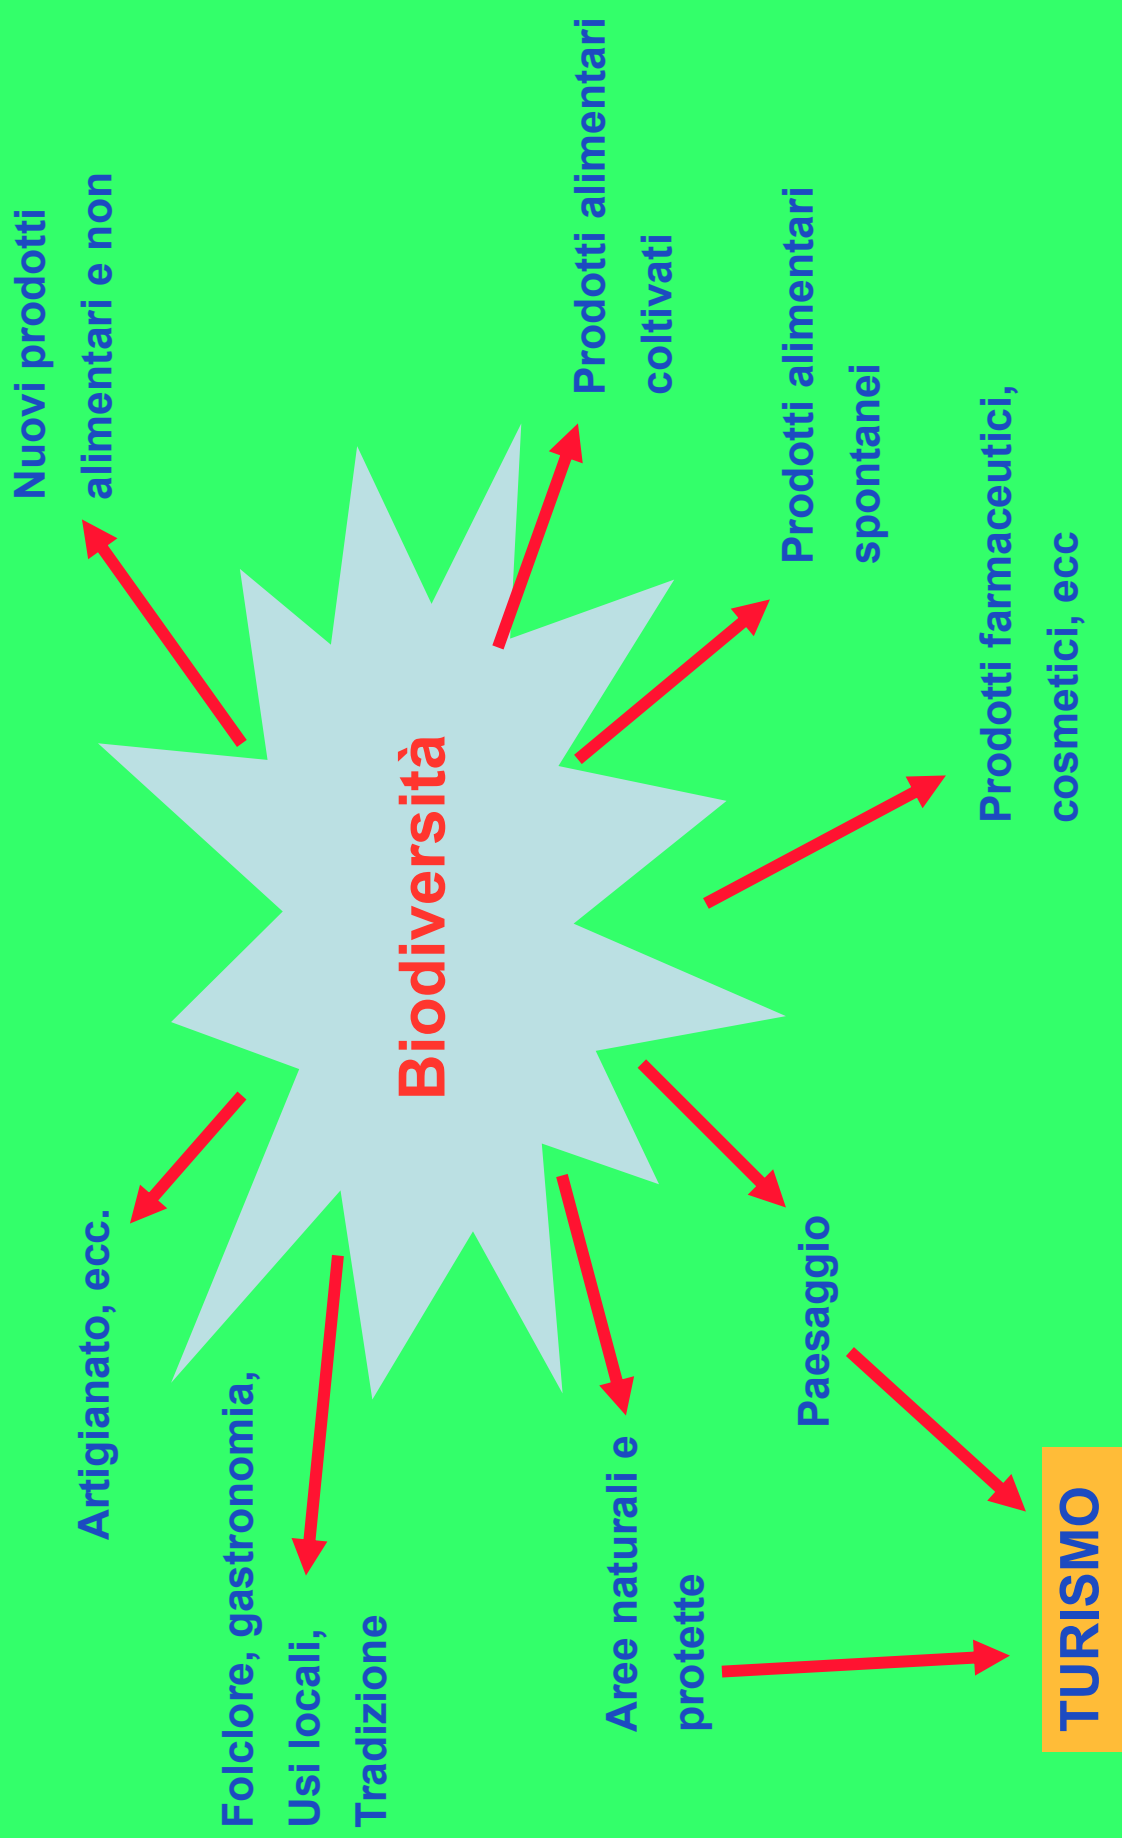 Nuovi prodotti
alimentari e non
Artigianato, ecc.
Folclore, gastronomia,
Usi locali,
Tradizione
Biodiversità
Prodotti alimentari
coltivati
Prodotti alimentari
spontanei
Aree naturali e
protette
Paesaggio
Prodotti farmaceutici,
cosmetici, ecc
TURISMO